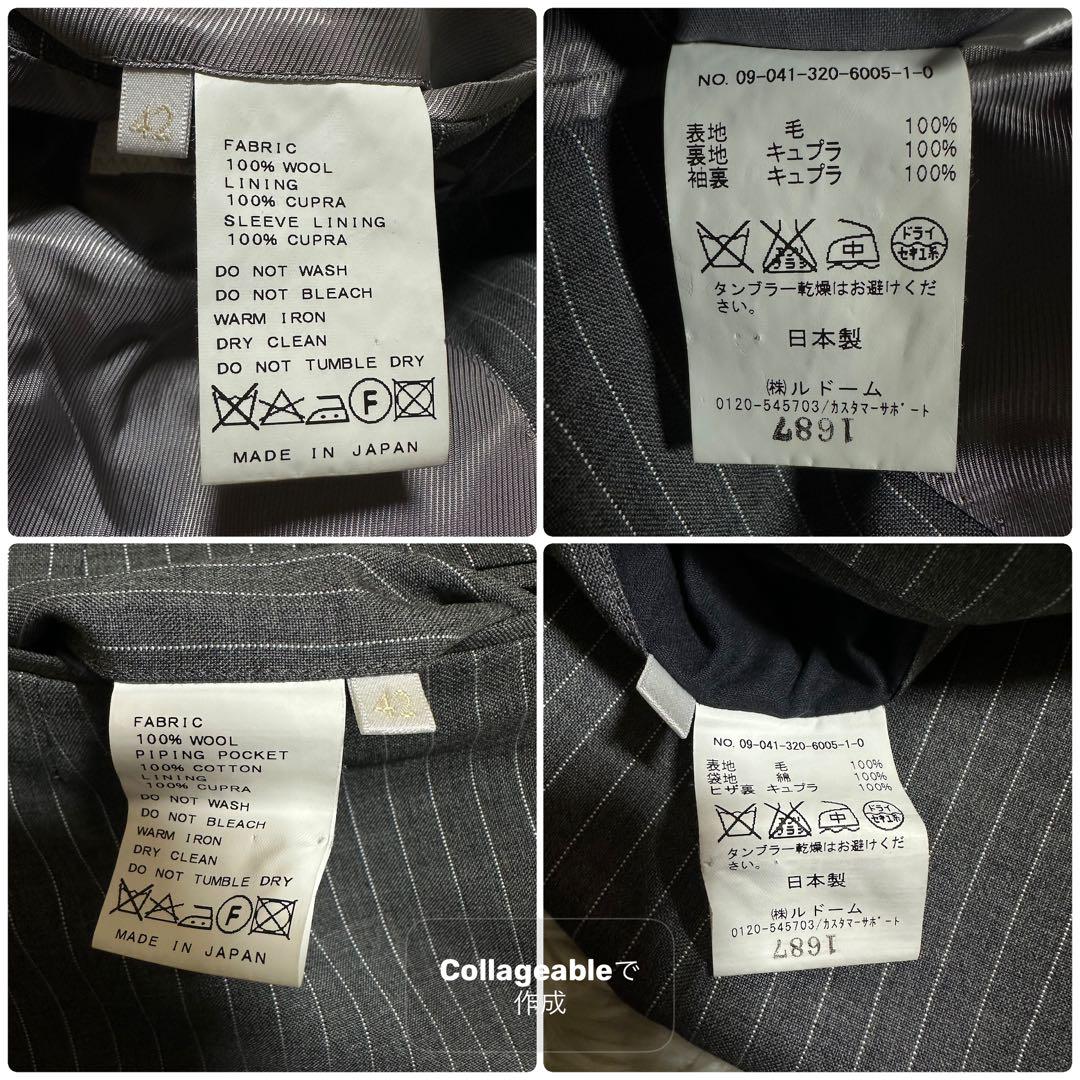 42
FABRIC
100% WOOL
LINING
100% CUPRA
SLEEVE LINING
100% CUPRA
DO NOT WASH
DO NOT BLEACH
WARM IRON
DRY CLEAN
DO NOT TUMBLE DRY
F
MADE IN JAPAN
NO. 09-041-320-6005-1-0
表地 毛 100%
裏地 キュプラ 100%
袖裏 キュプラ 100%
エンソ サラシ 中 ドライ セキユ系
タンブラー乾燥はお避けくだ
さい。
日本製
㈱ルドーム
0120-545703/カスタマーサポート
1687
FABRIC
100% WOOL
PIPING POCKET
100% COTTON
LINING
100% CUPRA
DO NOT WASH
DO NOT BLEACH
WARM IRON
DRY CLEAN
DO NOT TUMBLE DRY
F
MADE IN JAPAN
42
NO. 09-041-320-6005-1-0
表地 毛 100%
袋地 綿 100%
ヒザ裏 キュプラ 100%
中 ドライ セキユ系
タンブラー乾燥はお避けくだ
さい。
日本製
㈱ルドーム
0120-545703/カスタマーサポート
1687
Collageableで
作成